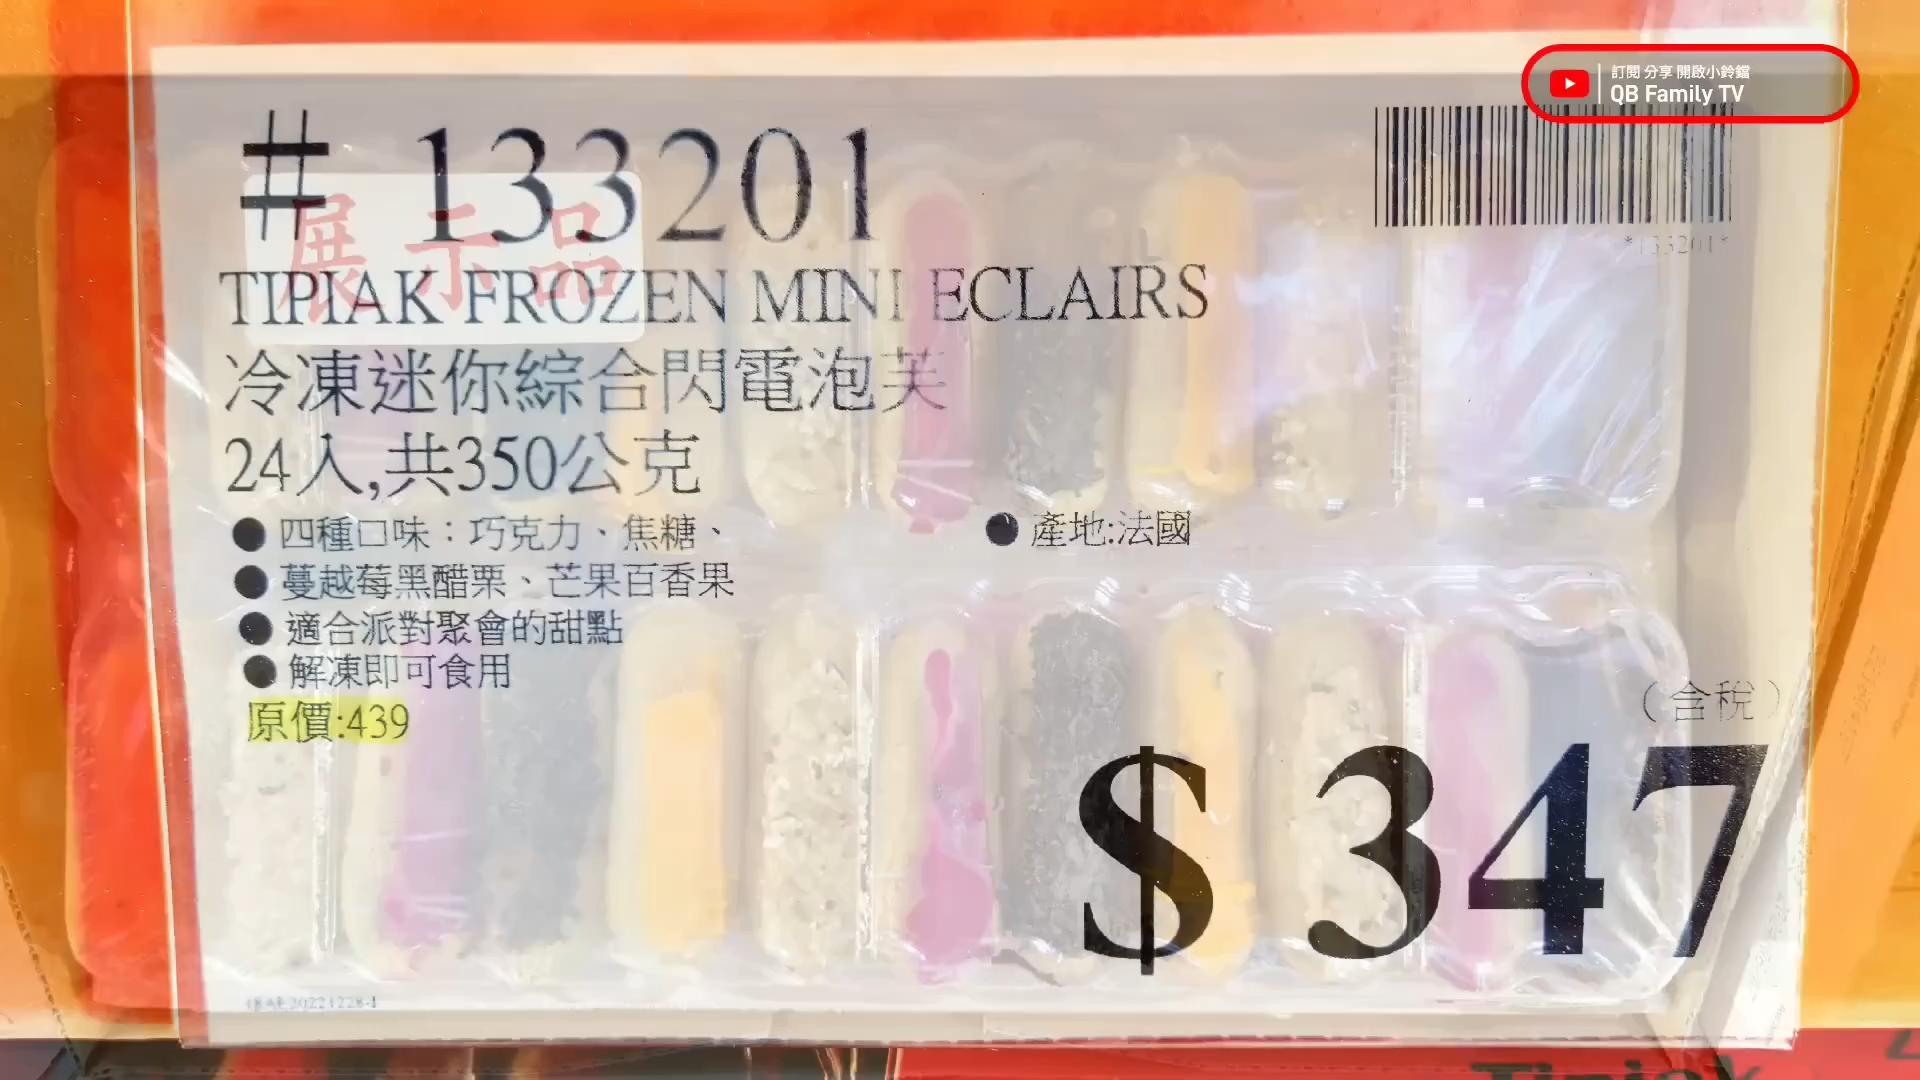 訂閱 分享 開啟小鈴鐺
QB Family TV
# 133201
*133201*
展示品
TIPIAK FROZEN MINI ECLAIRS
冷凍迷你綜合閃電泡芙
24入,共350公克
● 四種口味：巧克力、焦糖、
● 蔓越莓黑醋栗、芒果百香果
● 適合派對聚會的甜點
● 解凍即可食用
● 產地:法國
原價:439
（含稅）
$ 347
Tipiak